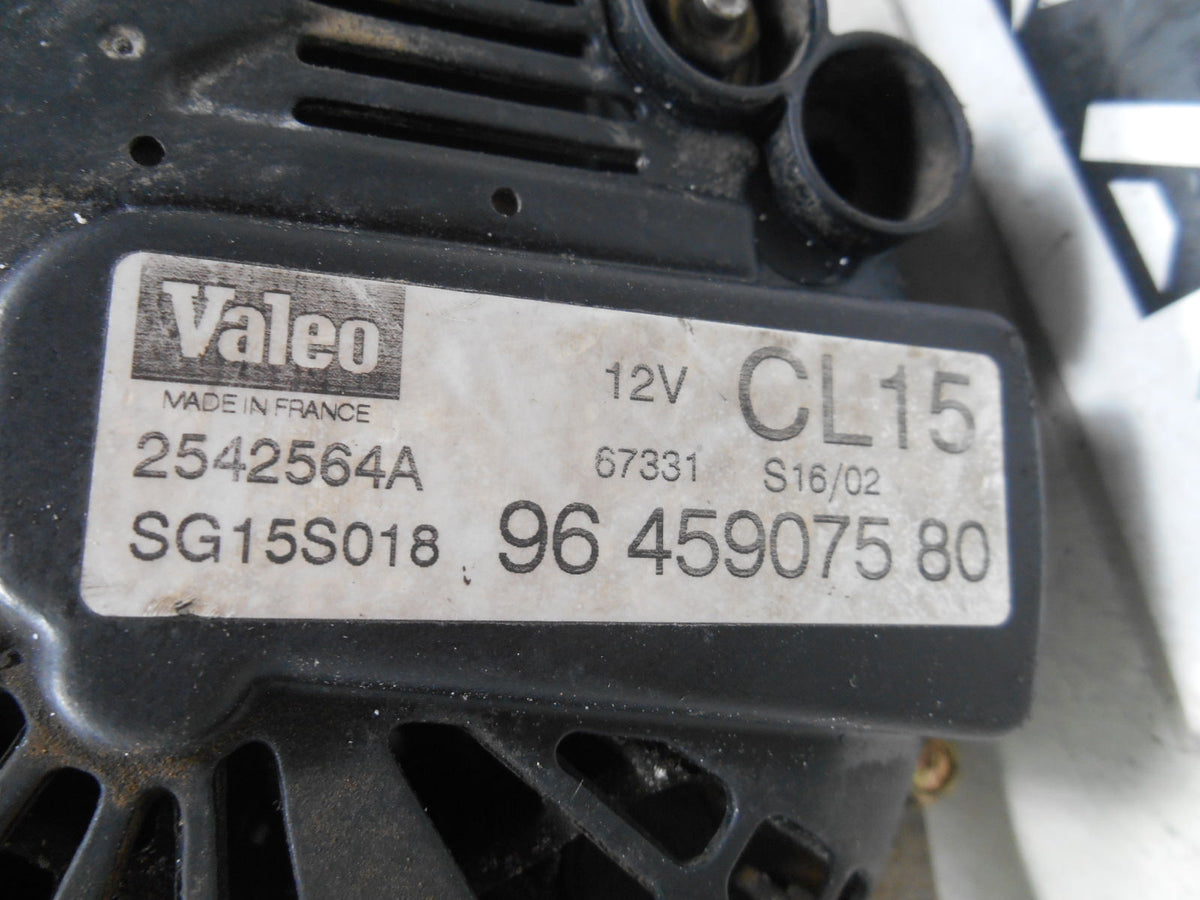 Valeo
MADE IN FRANCE
12V CL15
2542564A 67331 S16/02
SG15S018 96 459075 80